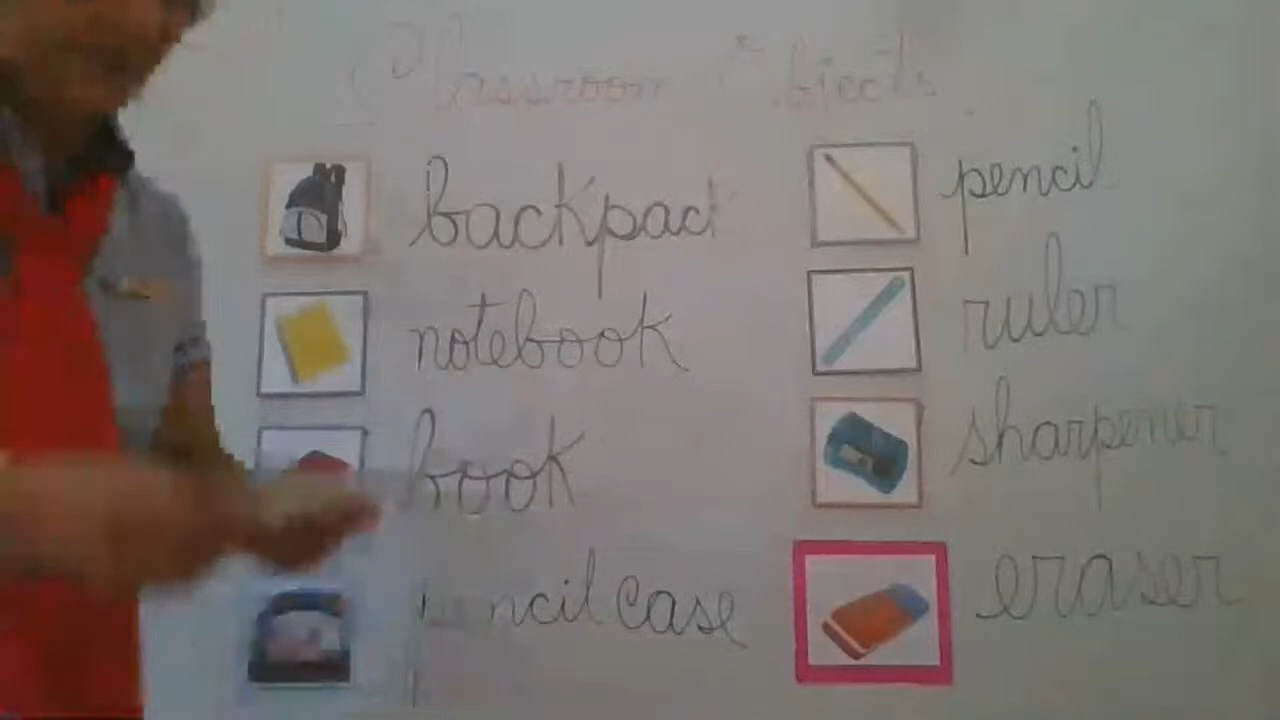 Classroom Objects
backpack
notebook
book
pencil case
pencil
ruler
sharpener
eraser